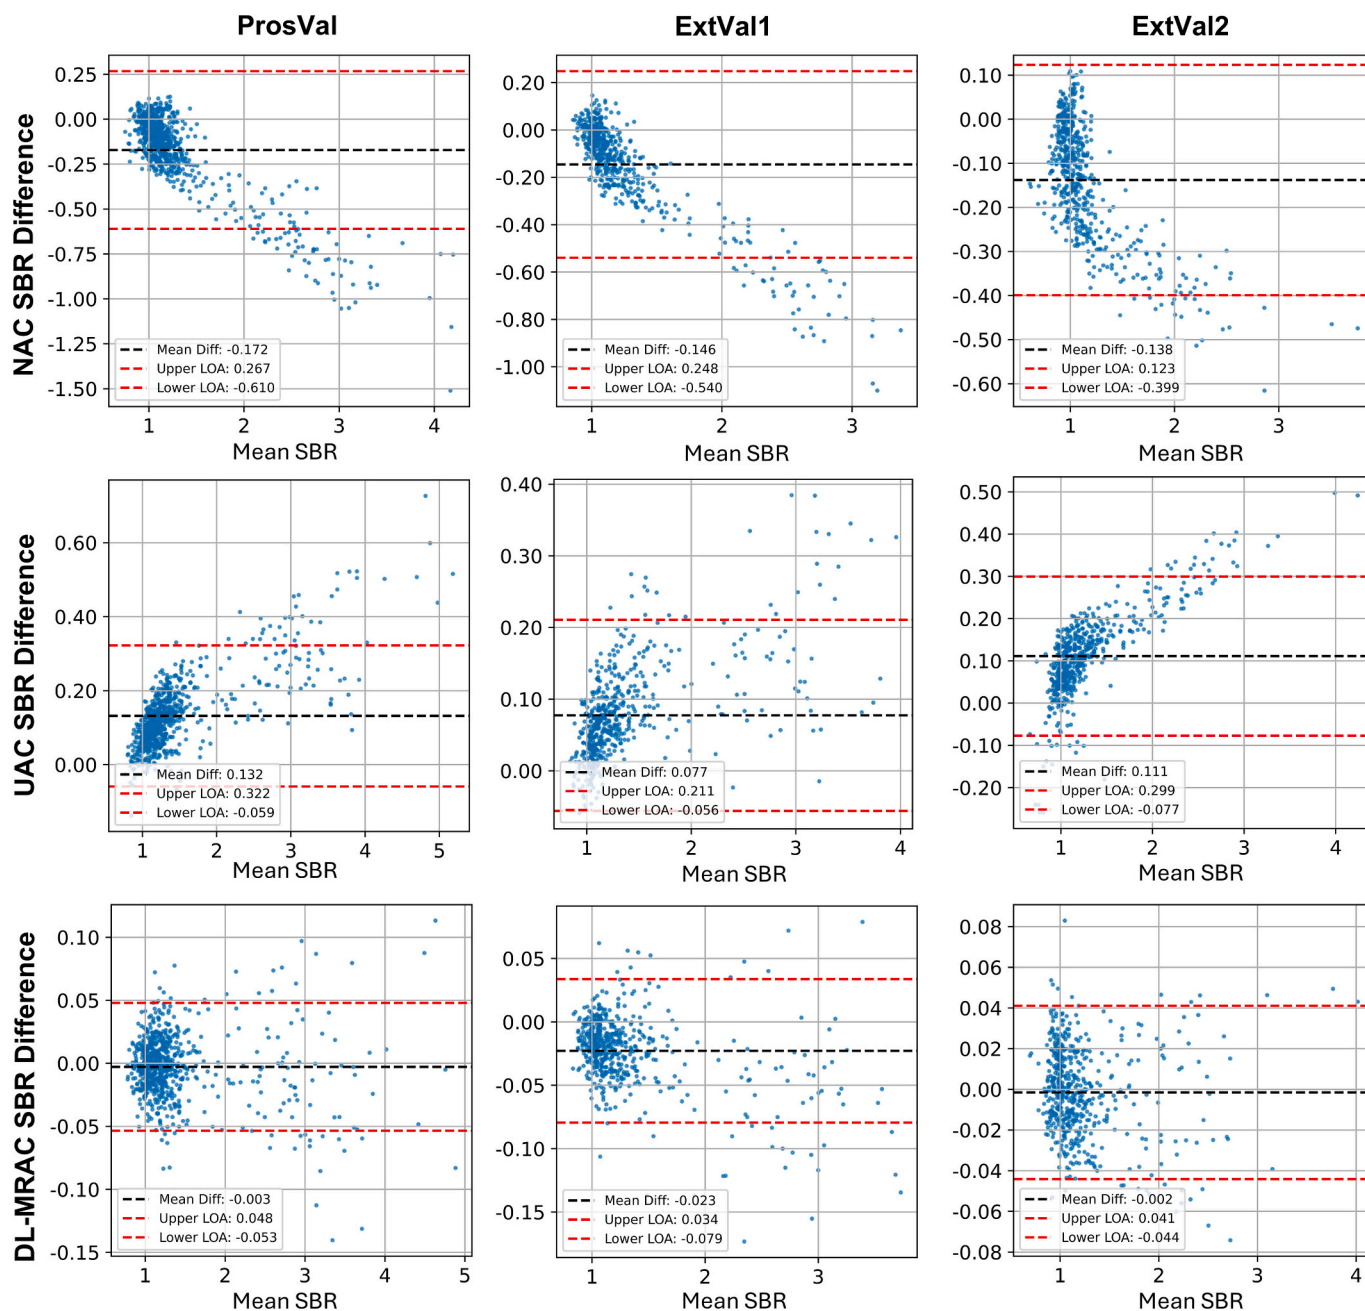 ProsVal
ExtVal1
ExtVal2
NAC SBR Difference
0.25
0.00
-0.25
-0.50
-0.75
-1.00
-1.25
-1.50
Mean Diff: -0.172
Upper LOA: 0.267
Lower LOA: -0.610
1 2 3 4
Mean SBR
0.20
0.00
-0.20
-0.40
-0.60
-0.80
-1.00
Mean Diff: -0.146
Upper LOA: 0.248
Lower LOA: -0.540
1 2 3
Mean SBR
0.10
0.00
-0.10
-0.20
-0.30
-0.40
-0.50
-0.60
Mean Diff: -0.138
Upper LOA: 0.123
Lower LOA: -0.399
1 2 3
Mean SBR
UAC SBR Difference
0.60
0.40
0.20
0.00
Mean Diff: 0.132
Upper LOA: 0.322
Lower LOA: -0.059
1 2 3 4 5
Mean SBR
0.40
0.30
0.20
0.10
0.00
Mean Diff: 0.077
Upper LOA: 0.211
Lower LOA: -0.056
1 2 3 4
Mean SBR
0.50
0.40
0.30
0.20
0.10
0.00
-0.10
-0.20
Mean Diff: 0.111
Upper LOA: 0.299
Lower LOA: -0.077
1 2 3 4
Mean SBR
DL-MRAC SBR Difference
0.10
0.05
0.00
-0.05
-0.10
-0.15
Mean Diff: -0.003
Upper LOA: 0.048
Lower LOA: -0.053
1 2 3 4 5
Mean SBR
0.05
0.00
-0.05
-0.10
-0.15
Mean Diff: -0.023
Upper LOA: 0.034
Lower LOA: -0.079
1 2 3
Mean SBR
0.08
0.06
0.04
0.02
0.00
-0.02
-0.04
-0.06
-0.08
Mean Diff: -0.002
Upper LOA: 0.041
Lower LOA: -0.044
1 2 3 4
Mean SBR